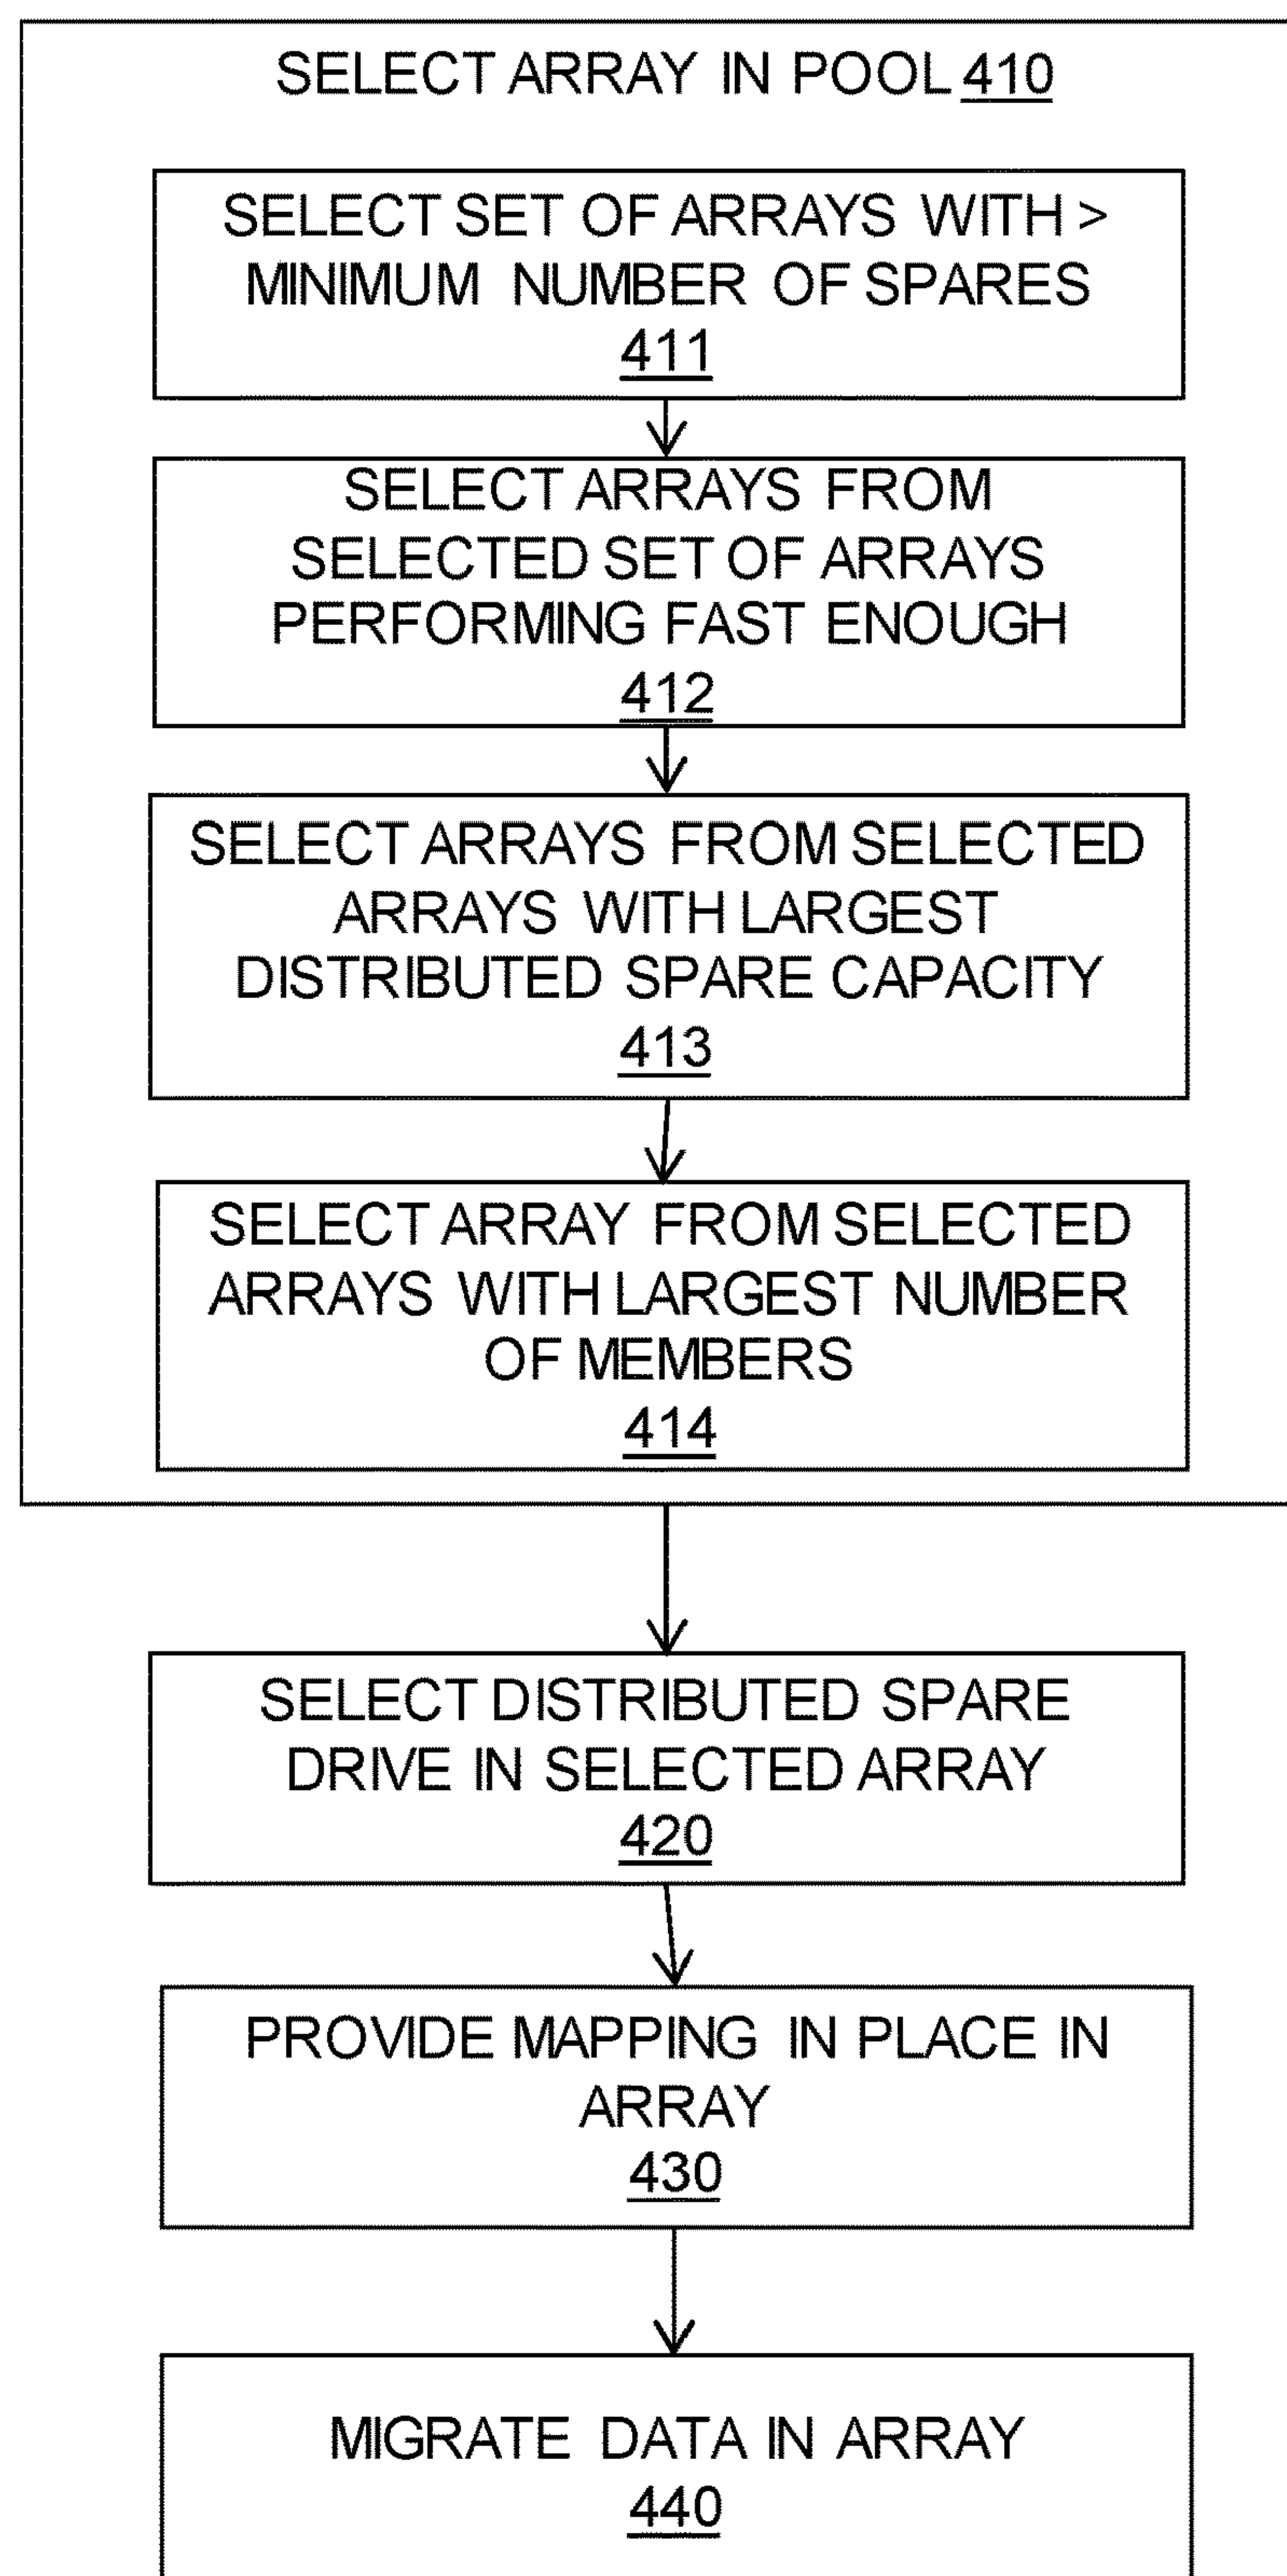 SELECT ARRAY IN POOL 410
SELECT SET OF ARRAYS WITH >
MINIMUM NUMBER OF SPARES
411
SELECT ARRAYS FROM
SELECTED SET OF ARRAYS
PERFORMING FAST ENOUGH
412
SELECT ARRAYS FROM SELECTED
ARRAYS WITH LARGEST
DISTRIBUTED SPARE CAPACITY
413
SELECT ARRAY FROM SELECTED
ARRAYS WITH LARGEST NUMBER
OF MEMBERS
414
SELECT DISTRIBUTED SPARE
DRIVE IN SELECTED ARRAY
420
PROVIDE MAPPING IN PLACE IN
ARRAY
430
MIGRATE DATA IN ARRAY
440